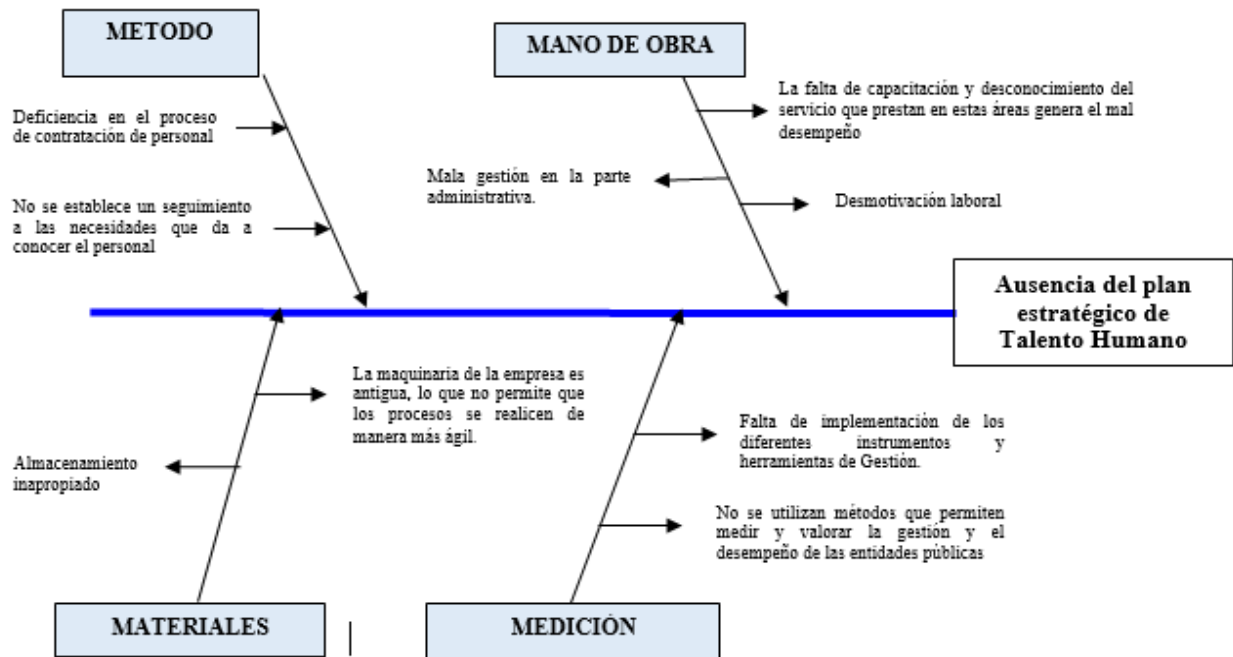 METODO
MANO DE OBRA
Deficiencia en el proceso
de contratación de personal
La falta de capacitación y desconocimiento del
servicio que prestan en estas áreas genera el mal
desempeño
Mala gestión en la parte
administrativa.
No se establece un seguimiento
a las necesidades que da a
conocer el personal
Desmotivación laboral
Ausencia del plan
estratégico de
Talento Humano
La maquinaria de la empresa es
antigua, lo que no permite que
los procesos se realicen de
manera más ágil.
Almacenamiento
inapropiado
Falta de implementación de los
diferentes instrumentos y
herramientas de Gestión.
No se utilizan métodos que permiten
medir y valorar la gestión y el
desempeño de las entidades públicas
MATERIALES
MEDICIÓN